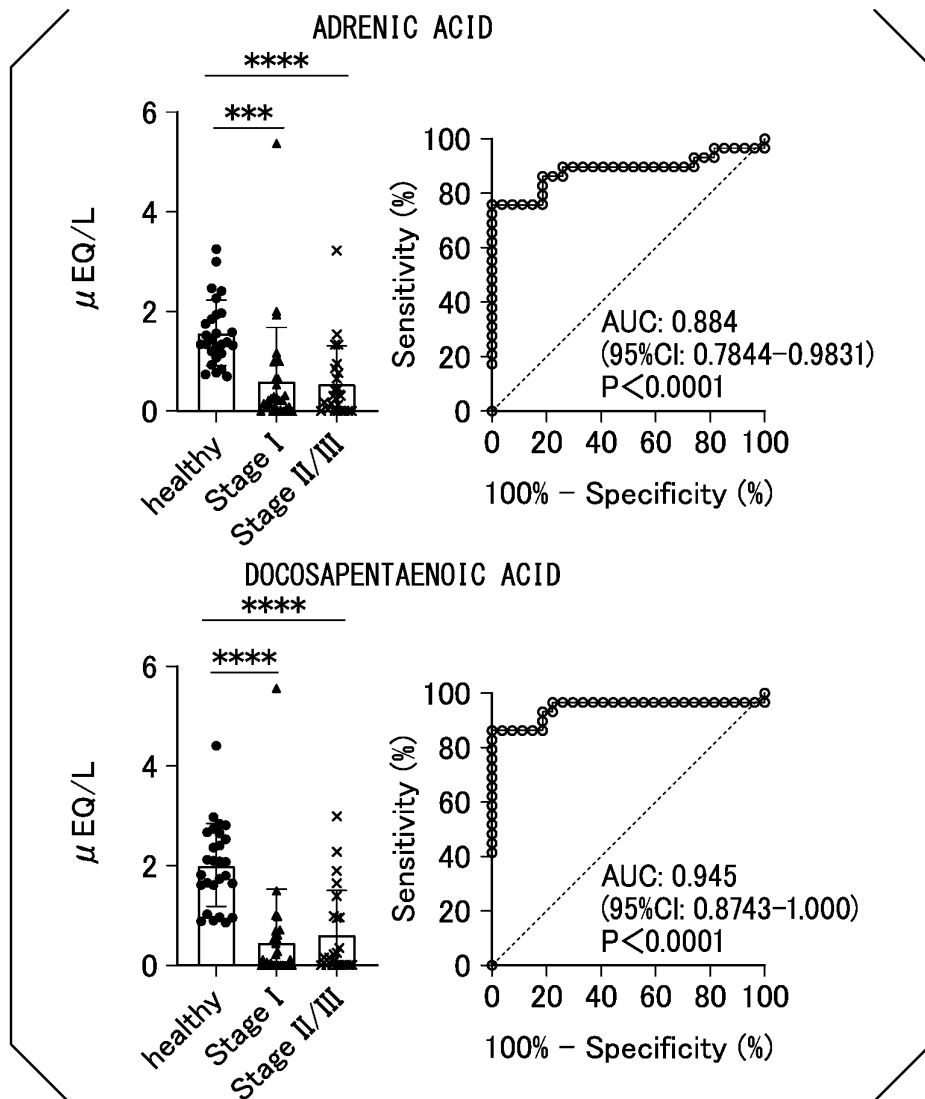 ADRENIC ACID
****
***
6
4
2
0
μEQ/L
healthy
Stage Ⅰ
Stage Ⅱ/Ⅲ
100
80
60
40
20
0
Sensitivity (%)
AUC: 0.884
(95%CI: 0.7844-0.9831)
P<0.0001
0 20 40 60 80 100
100% - Specificity (%)
DOCOSAPENTAENOIC ACID
****
****
6
4
2
0
μEQ/L
healthy
Stage Ⅰ
Stage Ⅱ/Ⅲ
100
80
60
40
20
0
Sensitivity (%)
AUC: 0.945
(95%CI: 0.8743-1.000)
P<0.0001
0 20 40 60 80 100
100% - Specificity (%)